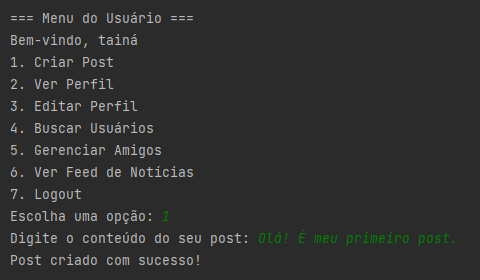 === Menu do Usuário ===
Bem-vindo, tainá
1. Criar Post
2. Ver Perfil
3. Editar Perfil
4. Buscar Usuários
5. Gerenciar Amigos
6. Ver Feed de Notícias
7. Logout
Escolha uma opção: 1
Digite o conteúdo do seu post: Olá! É meu primeiro post.
Post criado com sucesso!